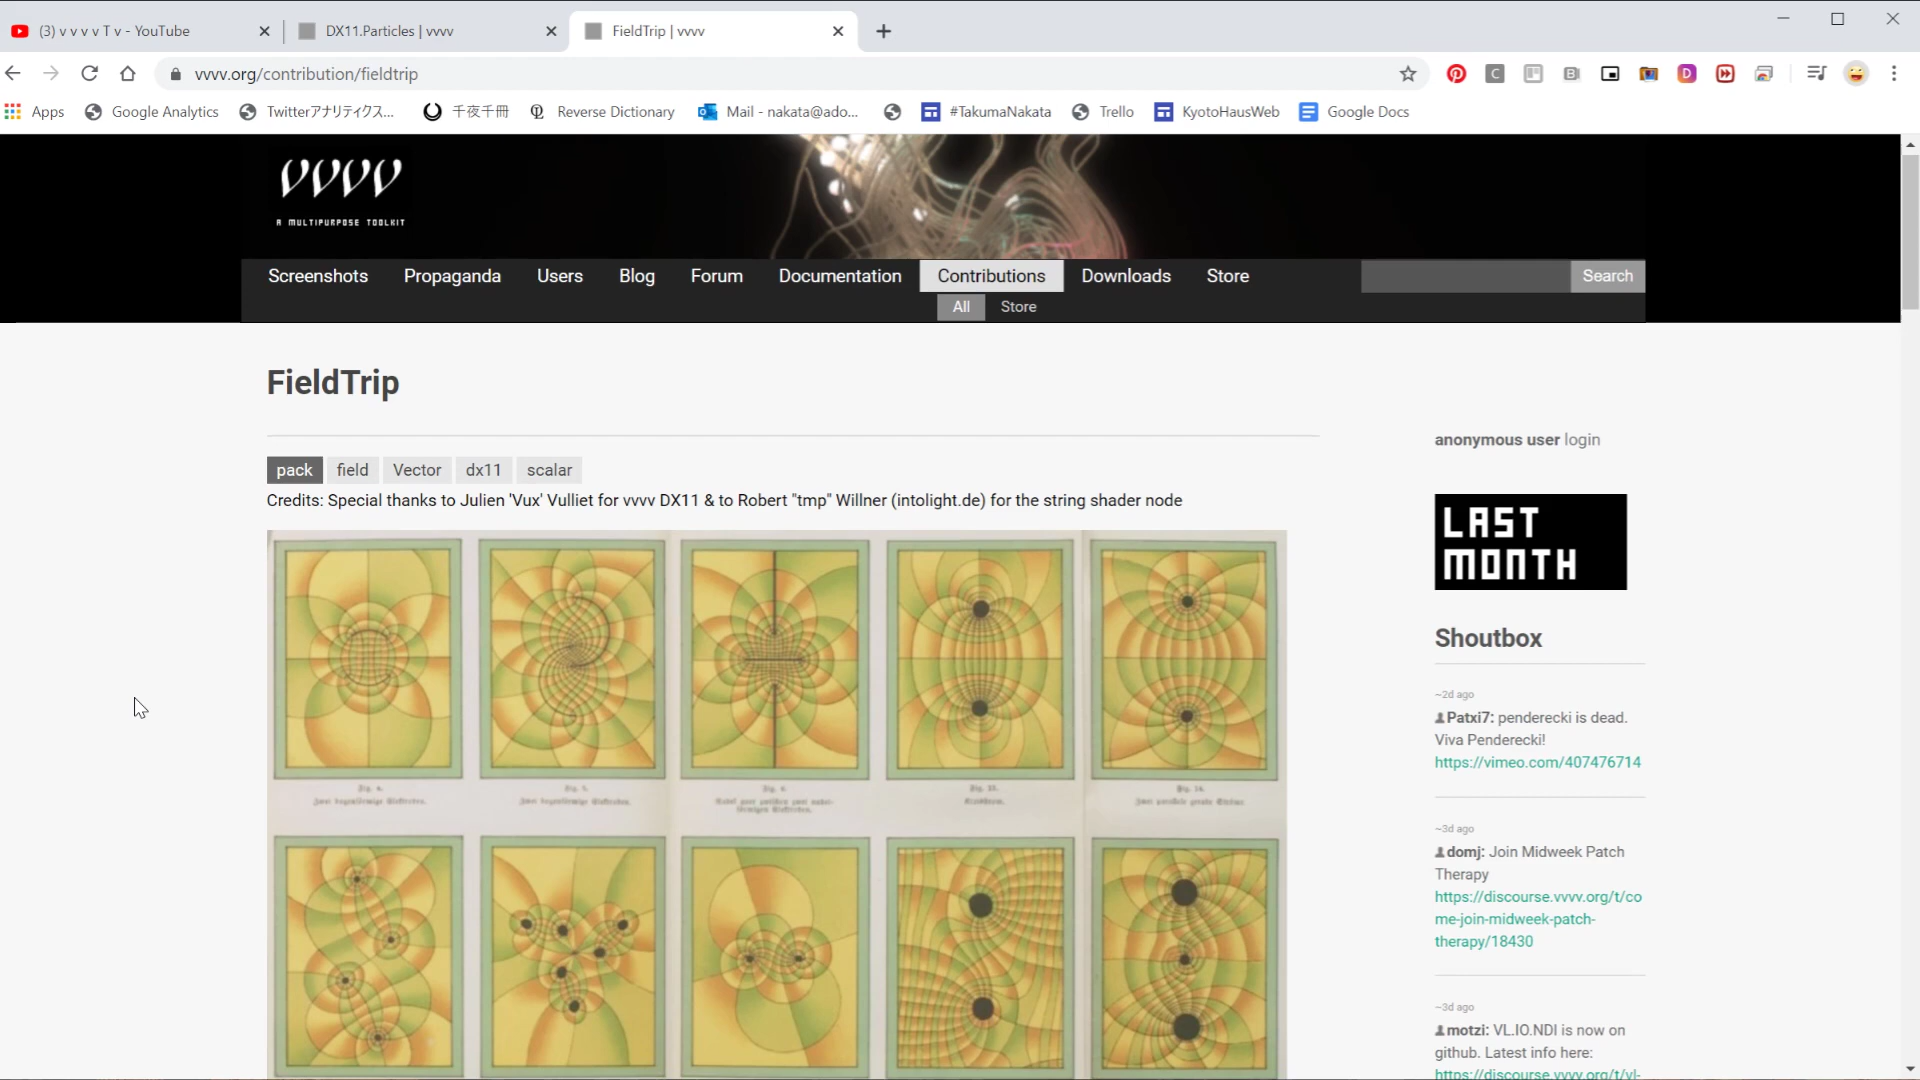 (3) v v v v T v - YouTube
DX11.Particles | vvvv
FieldTrip | vvvv
vvvv.org/contribution/fieldtrip
Apps
Google Analytics
Twitterアナリティクス...
千夜千冊
Reverse Dictionary
Mail - nakata@ado...
#TakumaNakata
Trello
KyotoHausWeb
Google Docs
vvvv
A MULTIPURPOSE TOOLKIT
Screenshots
Propaganda
Users
Blog
Forum
Documentation
Contributions
Downloads
Store
Search
All
Store
FieldTrip
anonymous user login
pack
field
Vector
dx11
scalar
Credits: Special thanks to Julien 'Vux' Vulliet for vvvv DX11 & to Robert "tmp" Willner (intolight.de) for the string shader node
LAST
MONTH
Shoutbox
~2d ago
Patxi7: penderecki is dead.
Viva Penderecki!
https://vimeo.com/407476714
~3d ago
domj: Join Midweek Patch
Therapy
https://discourse.vvvv.org/t/co
me-join-midweek-patch-
therapy/18430
~3d ago
motzi: VL.IO.NDI is now on
github. Latest info here:
https://discourse.vvvv.org/t/vl-